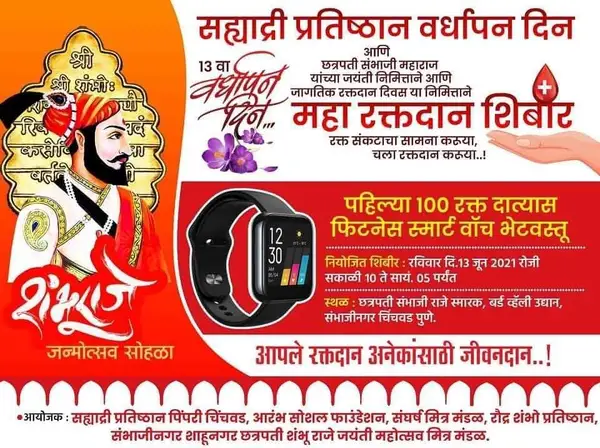 सह्याद्री प्रतिष्ठान वर्धापन दिन
13 वा
वर्धापन
दिन...
आणि
छत्रपती संभाजी महाराज
यांच्या जयंती निमित्ताने आणि
जागतिक रक्तदान दिवस या निमित्ताने
महा रक्तदान शिबीर
रक्त संकटाचा सामना करूया,
चला रक्तदान करूया..!
श्री
श्री शंभोः
शंभूराजे
जन्मोत्सव सोहळा
12
30
पहिल्या 100 रक्त दात्यास
फिटनेस स्मार्ट वॉच भेटवस्तू
नियोजित शिबीर : रविवार दि.13 जून 2021 रोजी
सकाळी 10 ते सायं. 05 पर्यंत
स्थळ : छत्रपती संभाजी राजे स्मारक, बर्ड व्हॅली उद्यान,
संभाजीनगर चिंचवड पुणे.
आपले रक्तदान अनेकांसाठी जीवनदान..!
•आयोजक : सह्याद्री प्रतिष्ठान पिंपरी चिंचवड, आरंभ सोशल फाउंडेशन, संघर्ष मित्र मंडळ, रौद्र शंभो प्रतिष्ठान,
संभाजीनगर शाहूनगर छत्रपती शंभू राजे जयंती महोत्सव मित्र मंडळ.